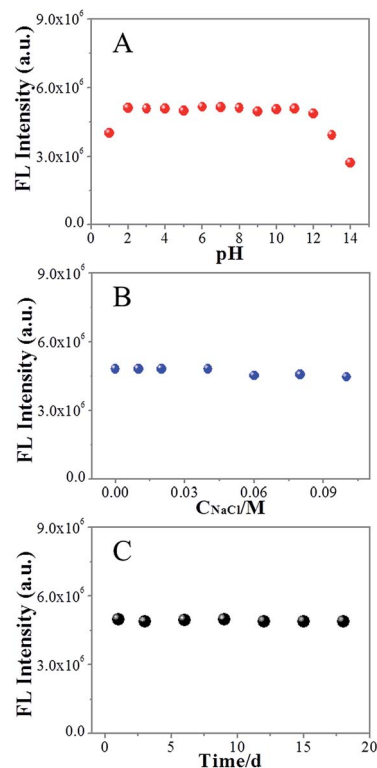 A
FL Intensity (a.u.)
9.0x10⁶
6.0x10⁶
3.0x10⁶
0.0
0 2 4 6 8 10 12 14
pH
B
FL Intensity (a.u.)
9.0x10⁶
6.0x10⁶
3.0x10⁶
0.0
0.00 0.03 0.06 0.09
CNaCl/M
C
FL Intensity (a.u.)
9.0x10⁶
6.0x10⁶
3.0x10⁶
0.0
0 5 10 15 20
Time/d